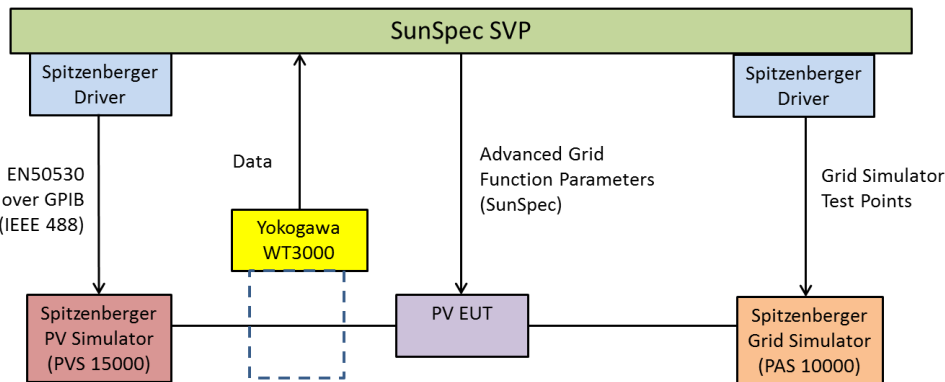 SunSpec SVP
Spitzenberger
Driver
Spitzenberger
Driver
EN50530
over GPIB
(IEEE 488)
Data
Advanced Grid
Function Parameters
(SunSpec)
Grid Simulator
Test Points
Yokogawa
WT3000
Spitzenberger
PV Simulator
(PVS 15000)
PV EUT
Spitzenberger
Grid Simulator
(PAS 10000)